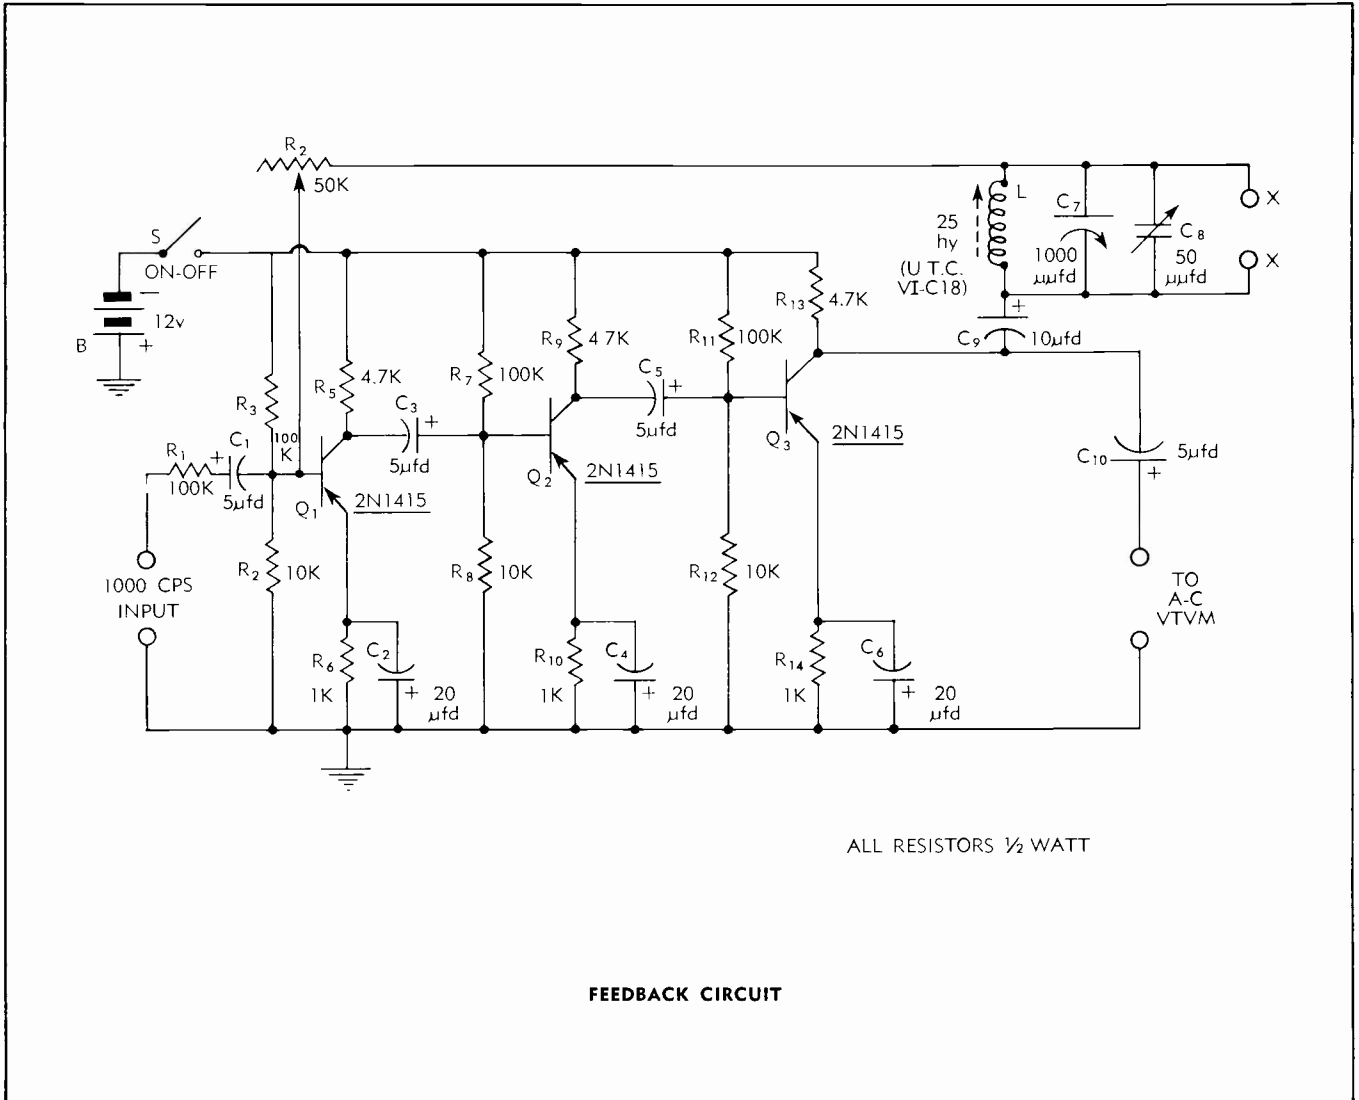 R2
50K
S
ON-OFF
12v
B
−
+
R3
100
K
R5
4.7K
C3
+
5µfd
R7
100K
R9
4.7K
C5
+
5µfd
R11
100K
R13
4.7K
25
hy
(U T.C.
VI-C18)
L
C7
1000
µµfd
C8
50
µµfd
X
X
+
C9
10µfd
R1
100K
+
C1
5µfd
Q1
2N1415
Q2
2N1415
Q3
2N1415
C10
5µfd
+
1000 CPS
INPUT
R2
10K
R8
10K
R12
10K
TO
A-C
VTVM
R6
1K
C2
+
20
µfd
R10
1K
C4
+
20
µfd
R14
1K
C6
+
20
µfd
ALL RESISTORS ½ WATT
FEEDBACK CIRCUIT